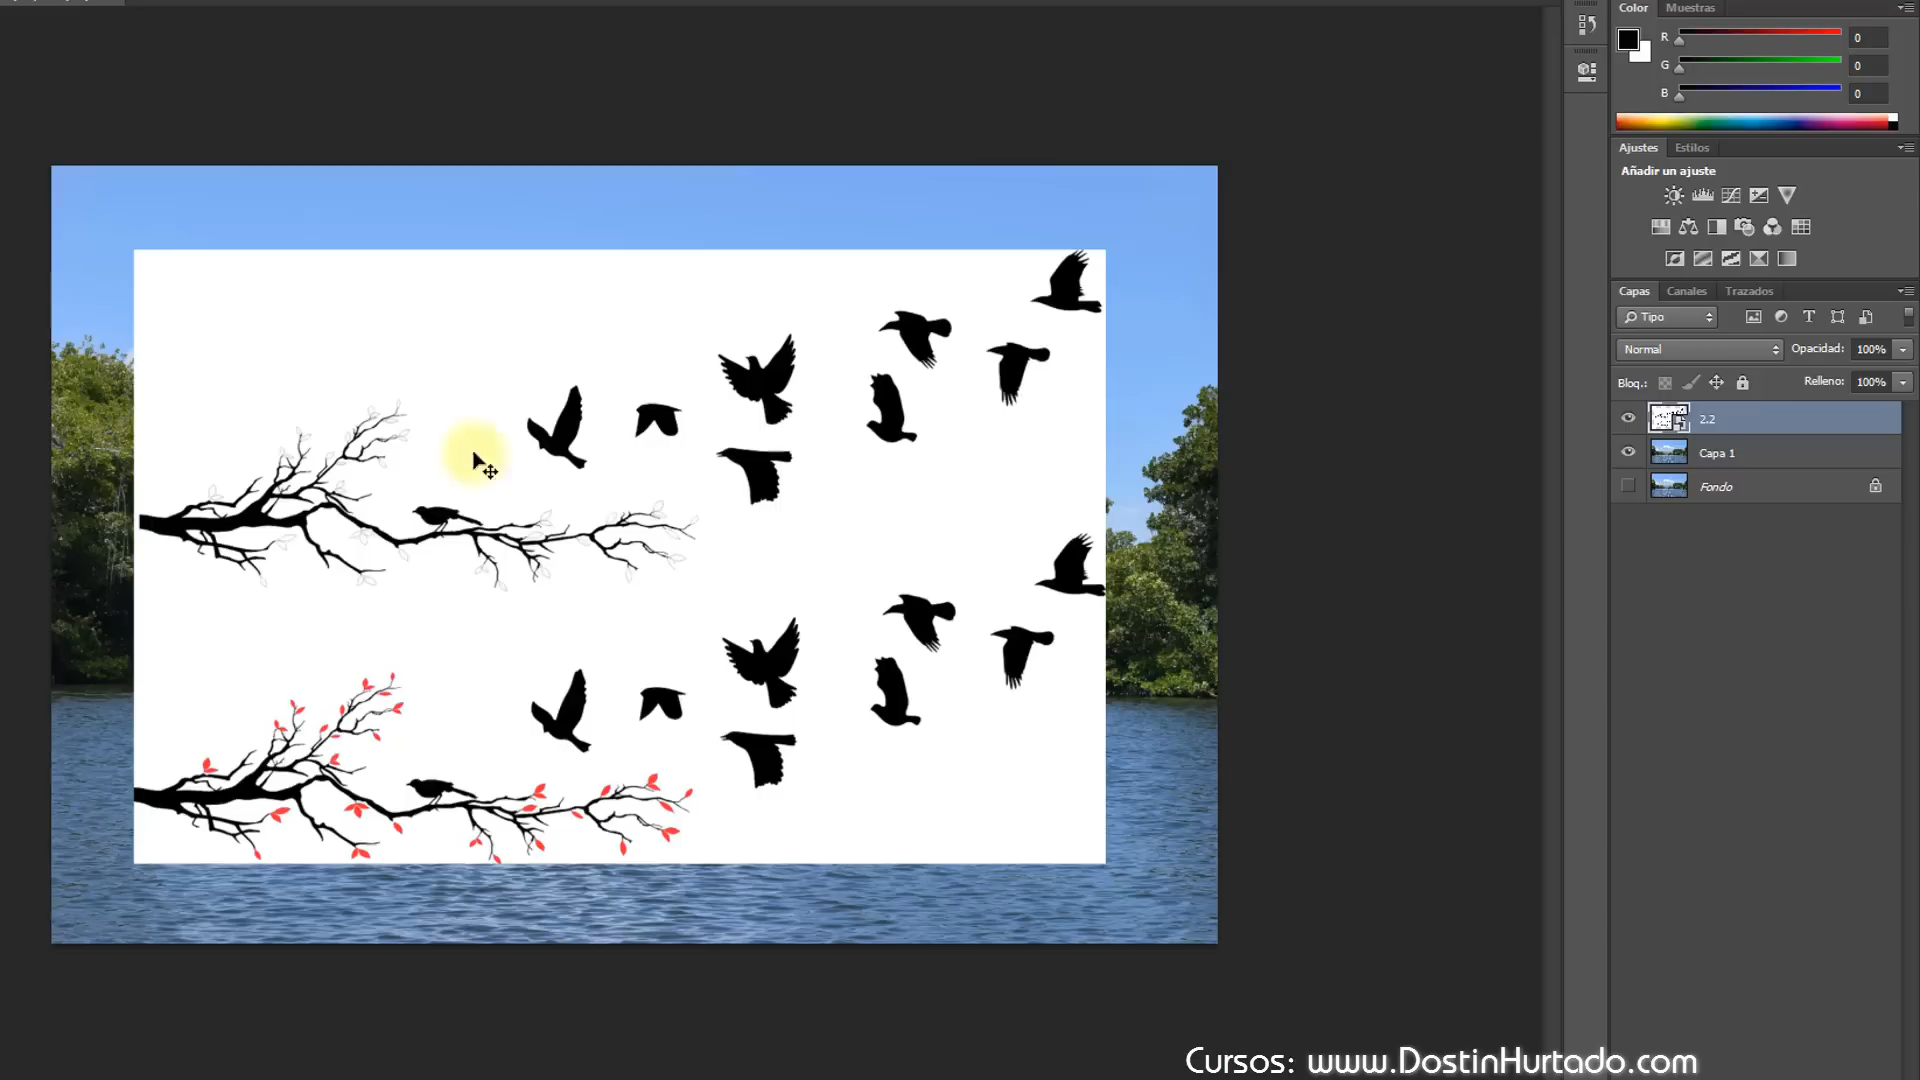 Color Muestras
R 0
G 0
B 0
Ajustes Estilos
Añadir un ajuste
Capas Canales Trazados
Tipo
Normal Opacidad: 100%
Bloq.: Relleno: 100%
2.2
Capa 1
Fondo
Cursos: www.DostinHurtado.com